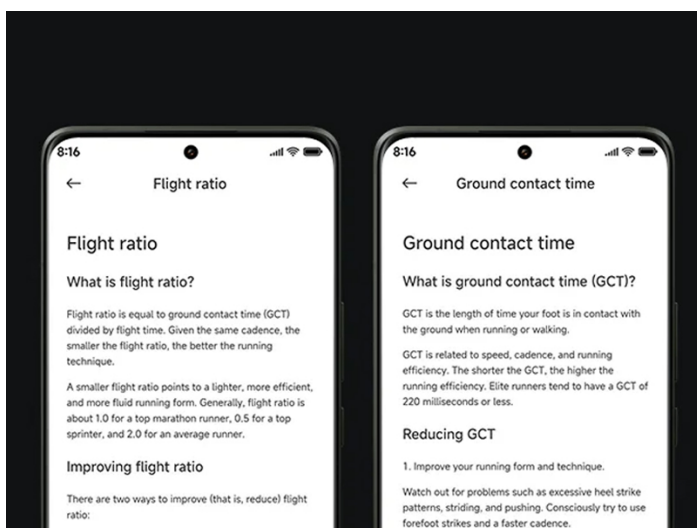 8:16
Flight ratio
Flight ratio
What is flight ratio?
Flight ratio is equal to ground contact time (GCT)
divided by flight time. Given the same cadence, the
smaller the flight ratio, the better the running
technique.
A smaller flight ratio points to a lighter, more efficient,
and more fluid running form. Generally, flight ratio is
about 1.0 for a top marathon runner, 0.5 for a top
sprinter, and 2.0 for an average runner.
Improving flight ratio
There are two ways to improve (that is, reduce) flight
ratio:
8:16
Ground contact time
Ground contact time
What is ground contact time (GCT)?
GCT is the length of time your foot is in contact with
the ground when running or walking.
GCT is related to speed, cadence, and running
efficiency. The shorter the GCT, the higher the
running efficiency. Elite runners tend to have a GCT of
220 milliseconds or less.
Reducing GCT
1. Improve your running form and technique.
Watch out for problems such as excessive heel strike
patterns, striding, and pushing. Consciously try to use
forefoot strikes and a faster cadence.